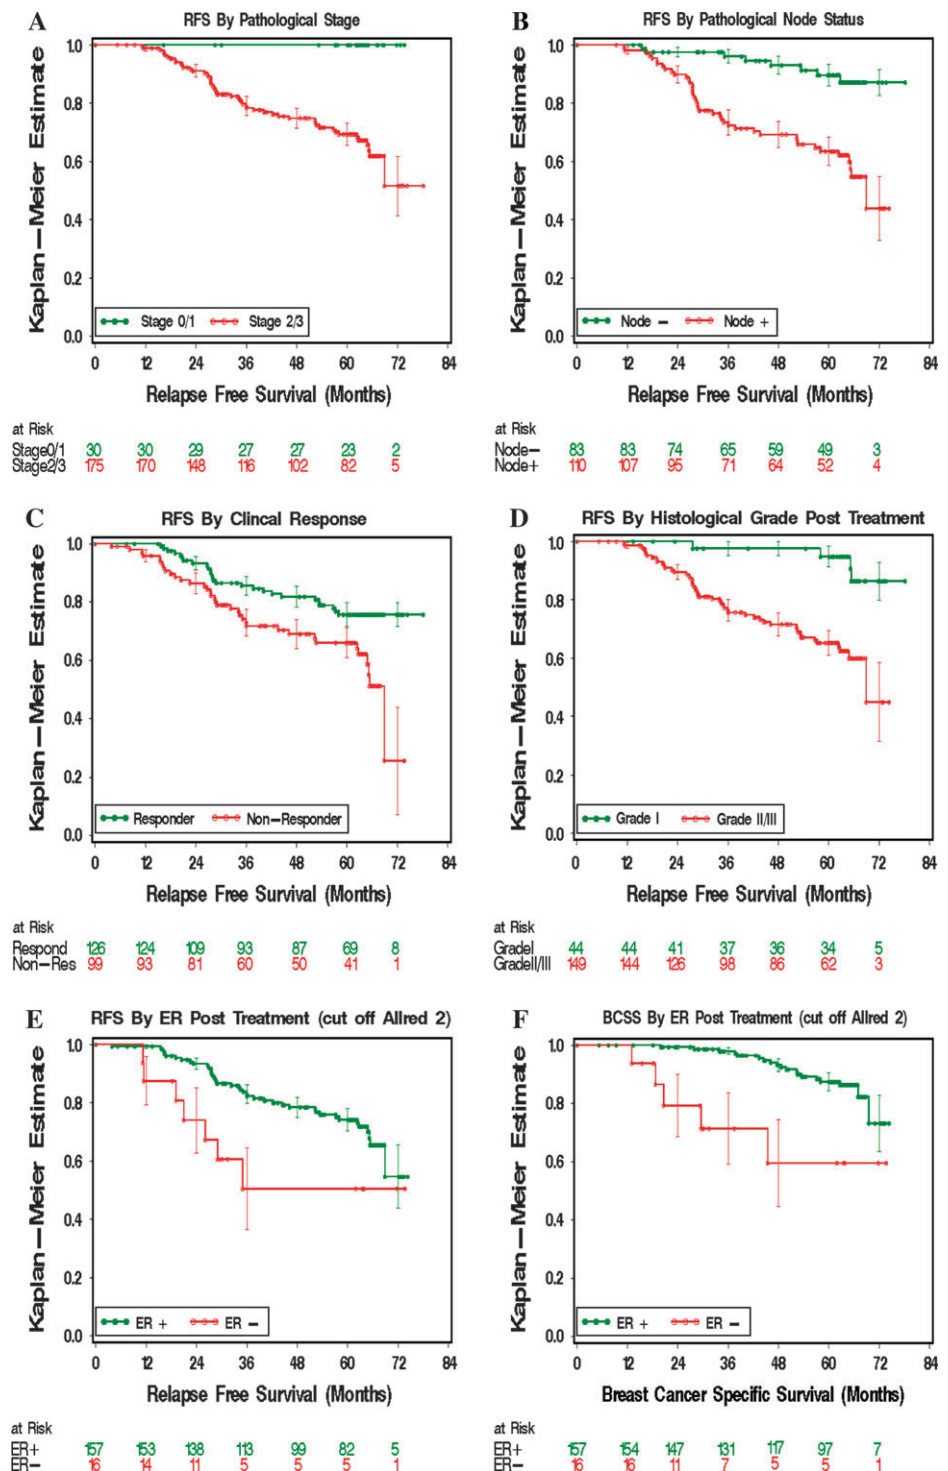 A RFS By Pathological Stage
Kaplan–Meier Estimate
1.0
0.8
0.6
0.4
0.2
0.0
Stage 0/1 Stage 2/3
0 12 24 36 48 60 72 84
Relapse Free Survival (Months)
at Risk
Stage0/1 30 30 29 27 27 23 2
Stage2/3 175 170 148 116 102 82 5
B RFS By Pathological Node Status
Kaplan–Meier Estimate
1.0
0.8
0.6
0.4
0.2
0.0
Node – Node +
0 12 24 36 48 60 72 84
Relapse Free Survival (Months)
at Risk
Node– 83 83 74 65 59 49 3
Node+ 110 107 95 71 64 52 4
C RFS By Clincal Response
Kaplan–Meier Estimate
1.0
0.8
0.6
0.4
0.2
0.0
Responder Non–Responder
0 12 24 36 48 60 72 84
Relapse Free Survival (Months)
at Risk
Respond 126 124 109 93 87 69 8
Non–Res 99 93 81 60 50 41 1
D RFS By Histological Grade Post Treatment
Kaplan–Meier Estimate
1.0
0.8
0.6
0.4
0.2
0.0
Grade I Grade II/III
0 12 24 36 48 60 72 84
Relapse Free Survival (Months)
at Risk
GradeI 44 44 41 37 36 34 5
GradeII/III 149 144 126 98 86 62 3
E RFS By ER Post Treatment (cut off Allred 2)
Kaplan–Meier Estimate
1.0
0.8
0.6
0.4
0.2
0.0
ER + ER –
0 12 24 36 48 60 72 84
Relapse Free Survival (Months)
at Risk
ER+ 157 153 138 113 99 82 5
ER– 16 14 11 5 5 5 1
F BCSS By ER Post Treatment (cut off Allred 2)
Kaplan–Meier Estimate
1.0
0.8
0.6
0.4
0.2
0.0
ER + ER –
0 12 24 36 48 60 72 84
Breast Cancer Specific Survival (Months)
at Risk
ER+ 157 154 147 131 117 97 7
ER– 16 16 11 7 5 5 1